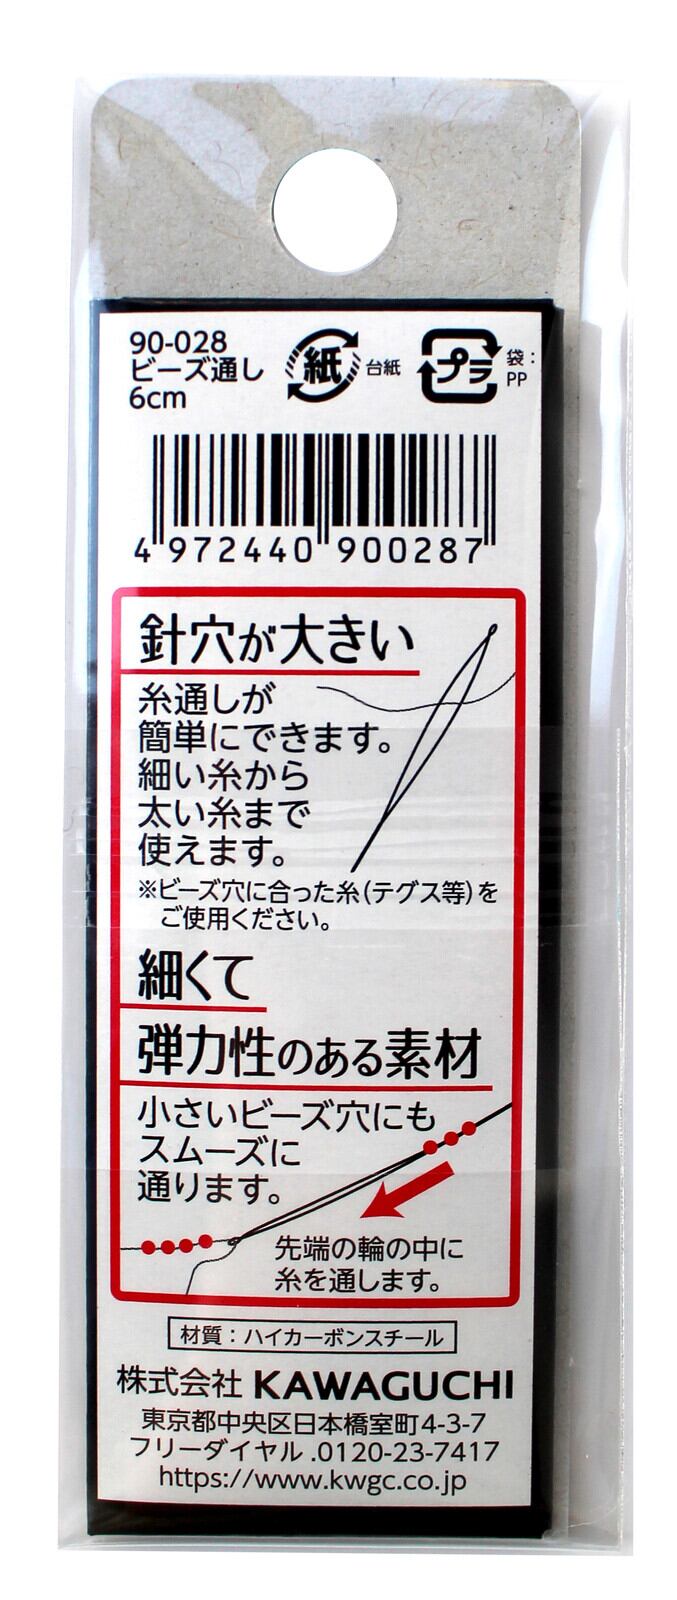 90-028
ビーズ通し
6cm
紙
台紙
プラ
袋：
PP
4 972440 900287
針穴が大きい
糸通しが
簡単にできます。
細い糸から
太い糸まで
使えます。
※ビーズ穴に合った糸(テグス等)を
ご使用ください。
細くて
弾力性のある素材
小さいビーズ穴にも
スムーズに
通ります。
先端の輪の中に
糸を通します。
材質：ハイカーボンスチール
株式会社 KAWAGUCHI
東京都中央区日本橋室町4-3-7
フリーダイヤル.0120-23-7417
https://www.kwgc.co.jp